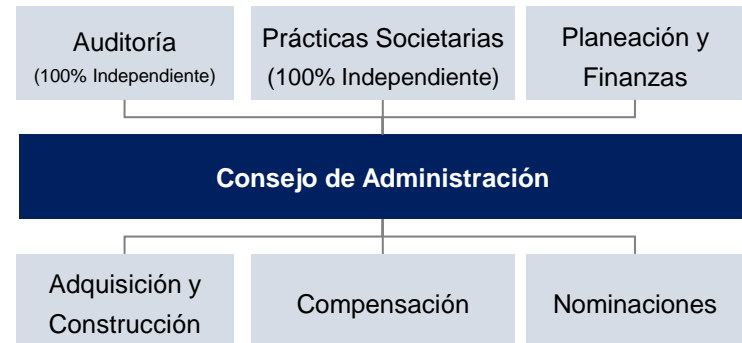 Auditoría
(100% Independiente)
Prácticas Societarias
(100% Independiente)
Planeación y
Finanzas
Consejo de Administración
Adquisición y
Construcción
Compensación
Nominaciones